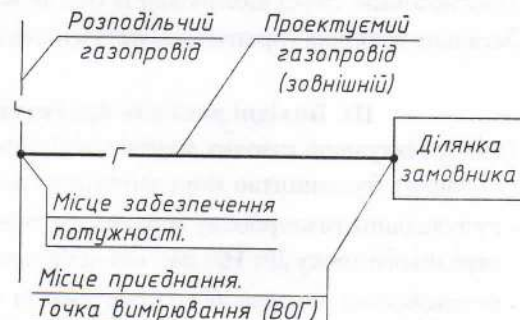 Розподільчий
газопровід
Проектуємий
газопровід
(зовнішній)
Г
Ділянка
замовника
Місце забезпечення
потужності.
Місце приєднання.
Точка вимірювання (ВОГ)